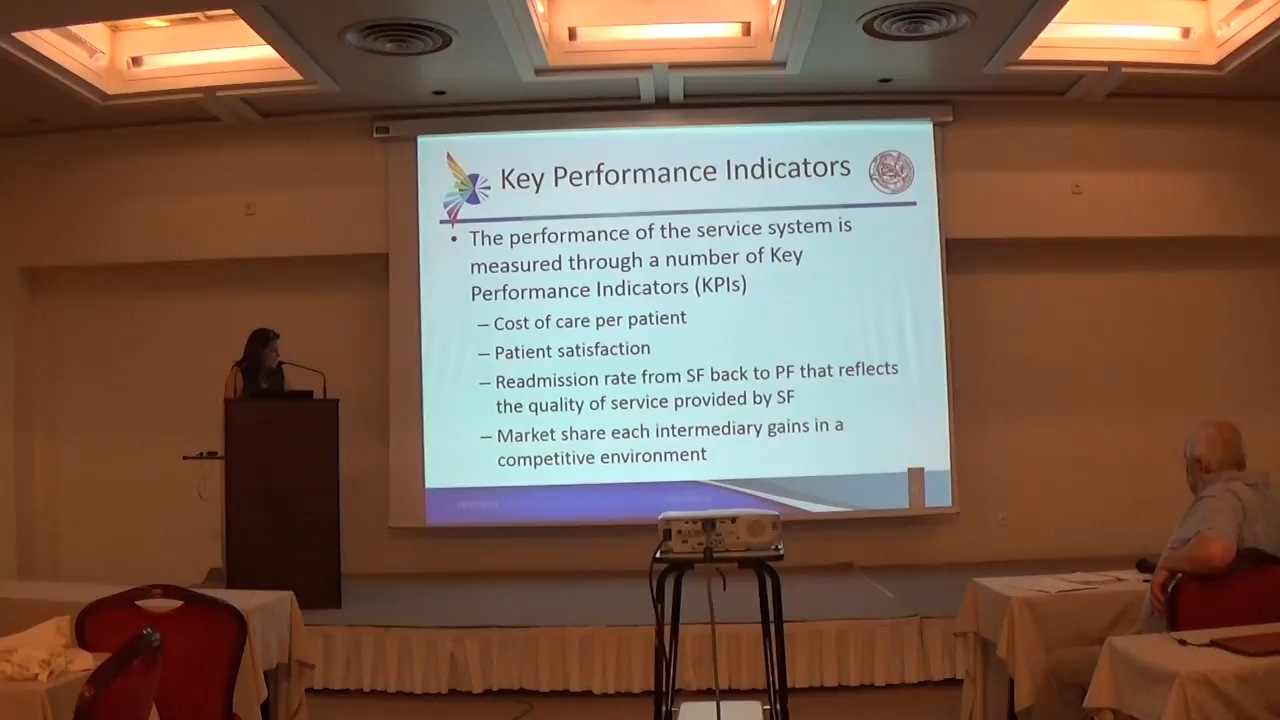 Key Performance Indicators
• The performance of the service system is
measured through a number of Key
Performance Indicators (KPIs)
– Cost of care per patient
– Patient satisfaction
– Readmission rate from SF back to PF that reflects
the quality of service provided by SF
– Market share each intermediary gains in a
competitive environment